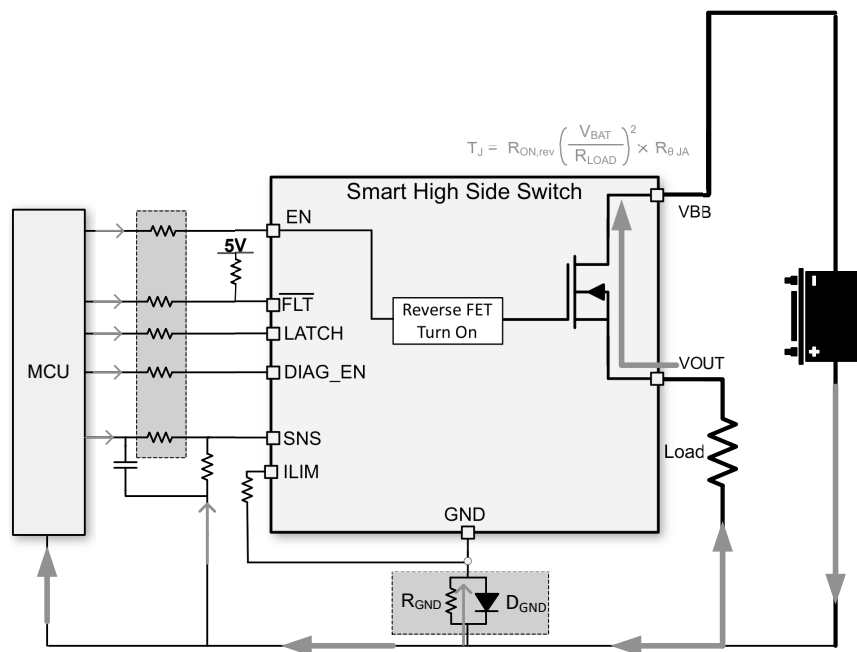 T_J = R_ON,rev (V_BAT / R_LOAD)^2 × R_θJA
Smart High Side Switch
EN
VBB
5V
FLT
Reverse FET
Turn On
LATCH
MCU
DIAG_EN
VOUT
-
+
SNS
Load
ILIM
GND
R_GND
D_GND